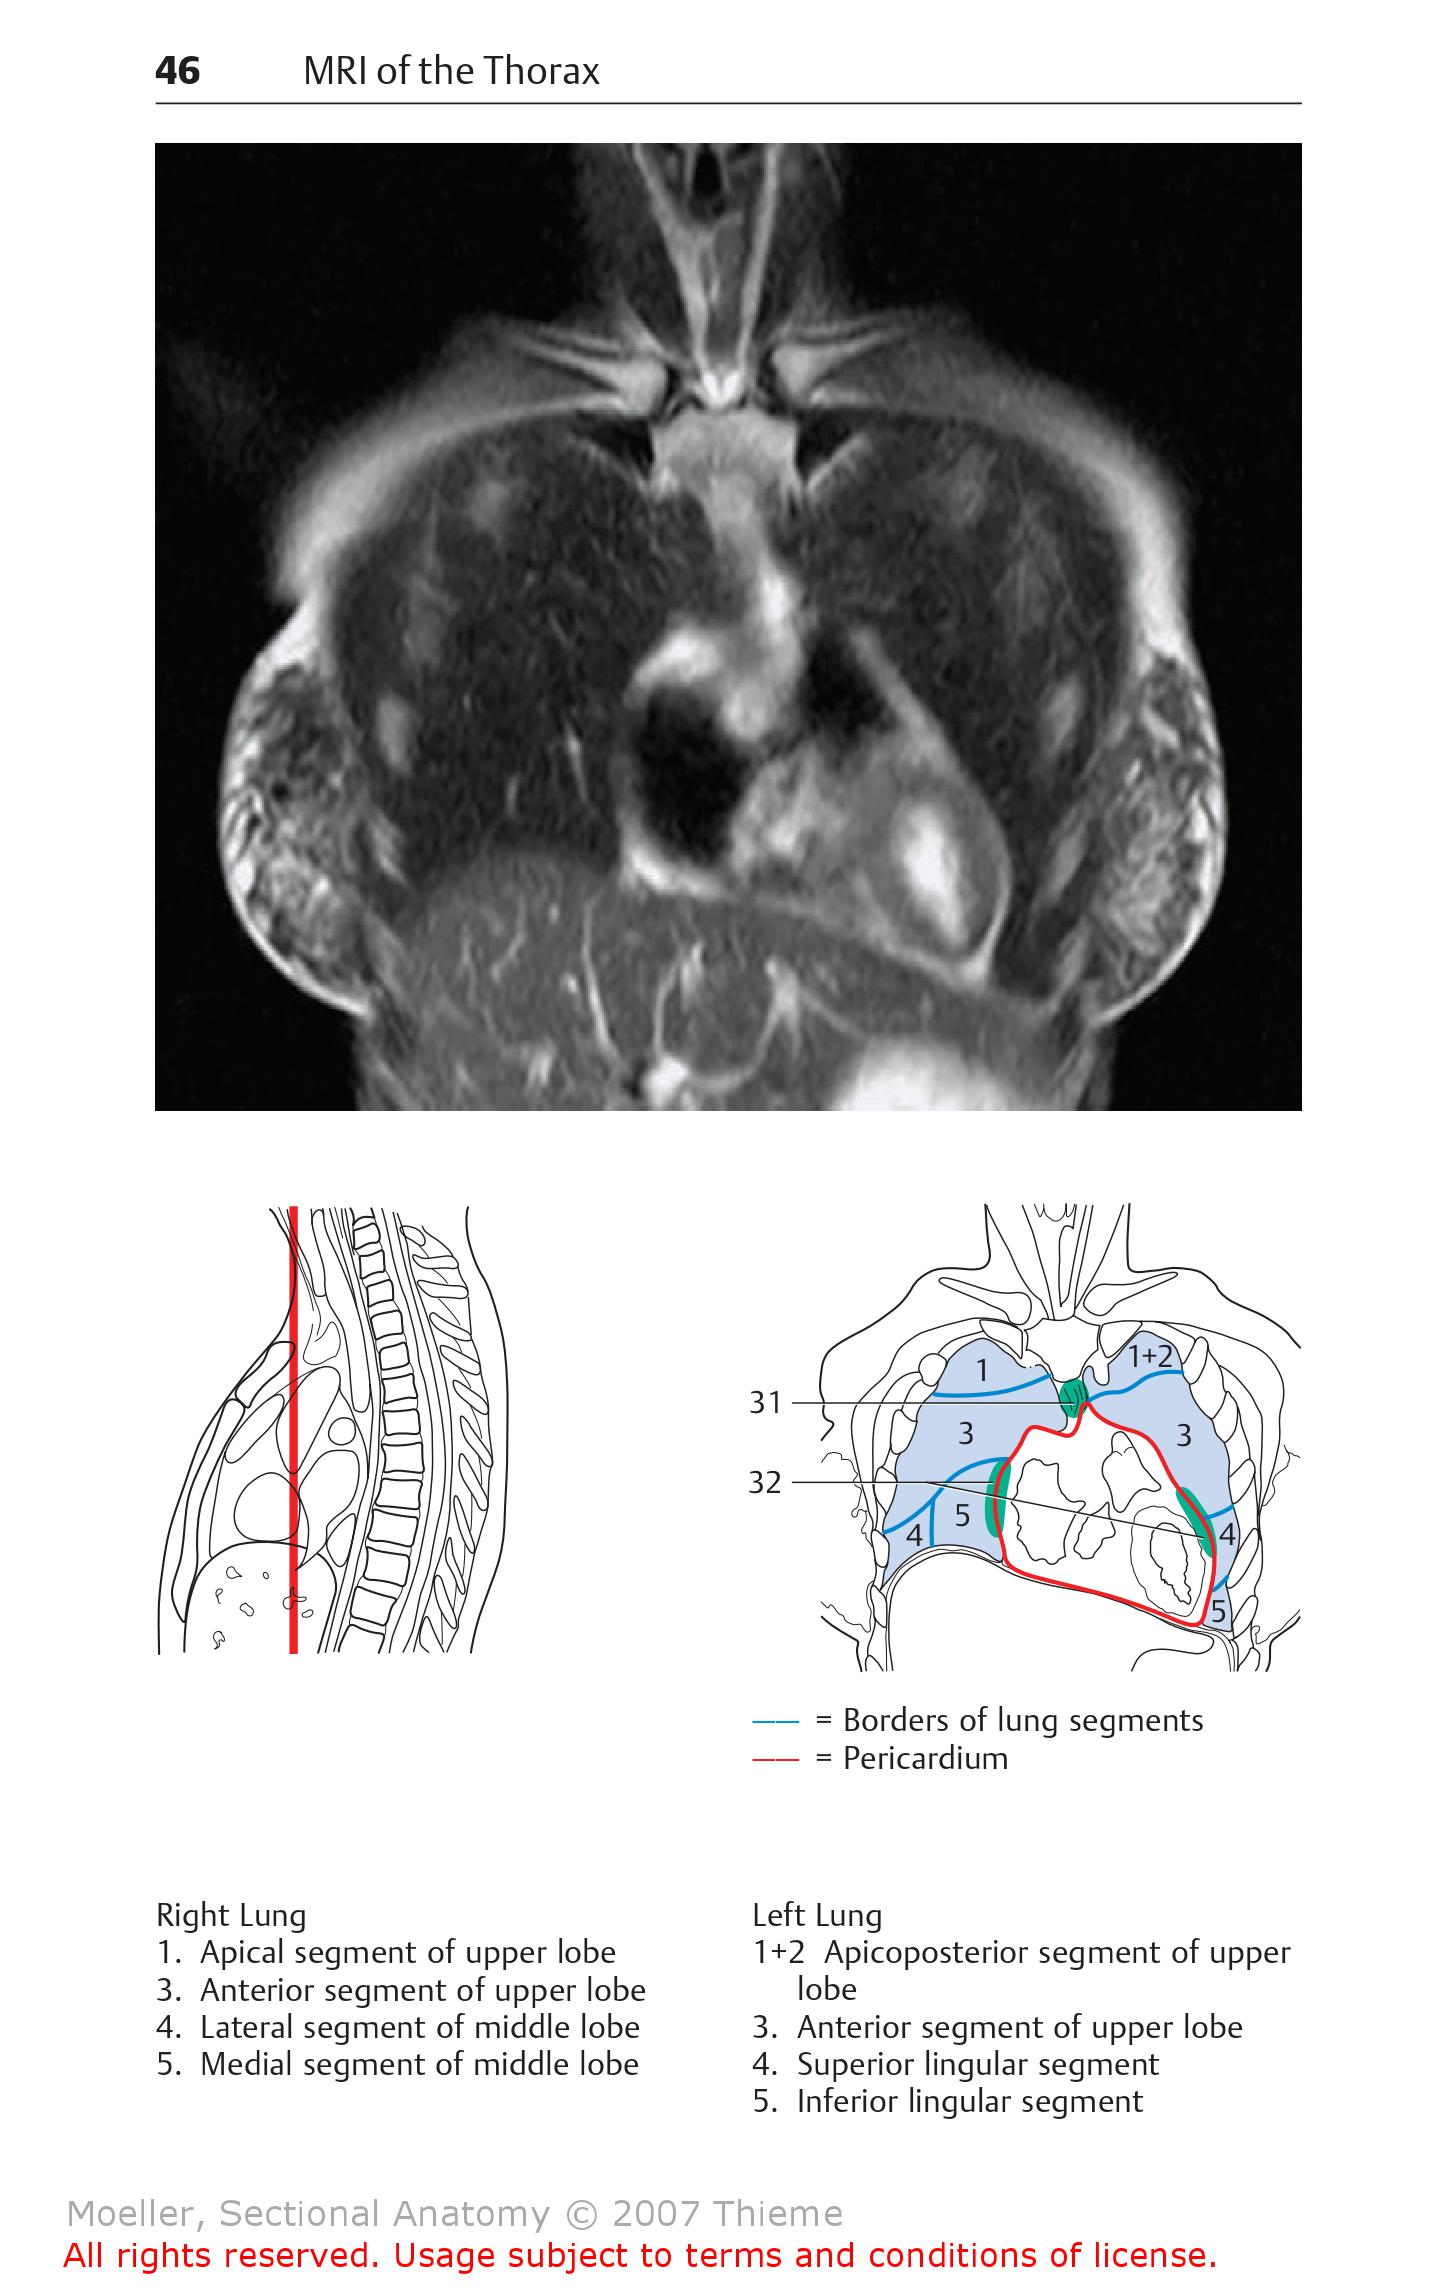 46 MRI of the Thorax
1
1+2
31
3
3
32
5
4
4
5
—— = Borders of lung segments
—— = Pericardium
Right Lung
1. Apical segment of upper lobe
3. Anterior segment of upper lobe
4. Lateral segment of middle lobe
5. Medial segment of middle lobe
Left Lung
1+2 Apicoposterior segment of upper
lobe
3. Anterior segment of upper lobe
4. Superior lingular segment
5. Inferior lingular segment
Moeller, Sectional Anatomy © 2007 Thieme
All rights reserved. Usage subject to terms and conditions of license.